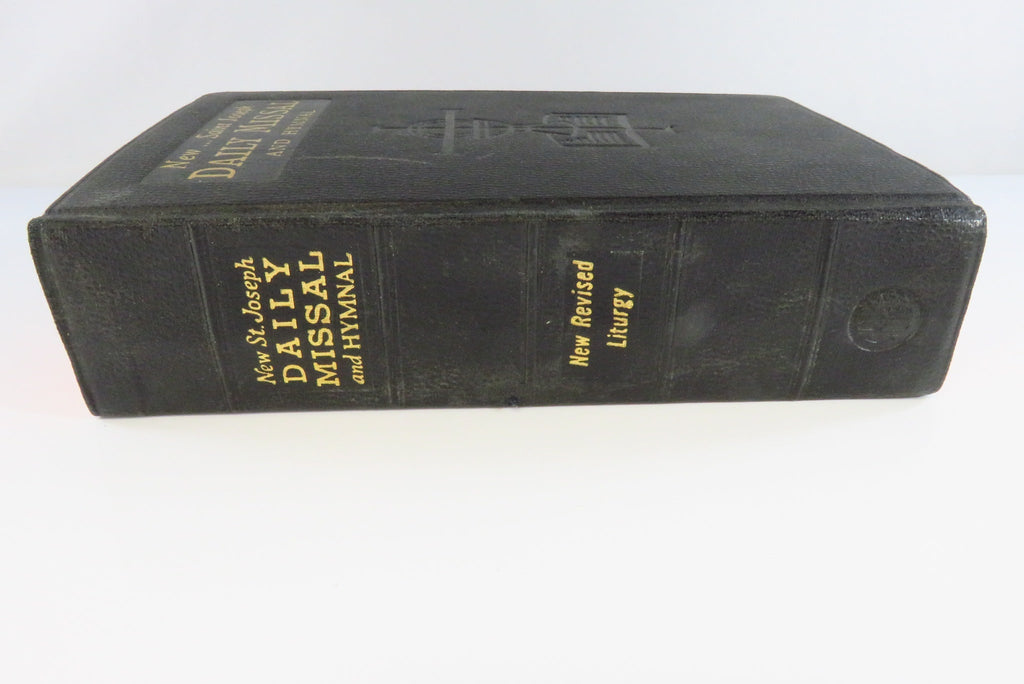 New Saint Joseph
DAILY MISSAL
AND HYMNAL
New St. Joseph
DAILY
MISSAL
and HYMNAL
New Revised
Liturgy